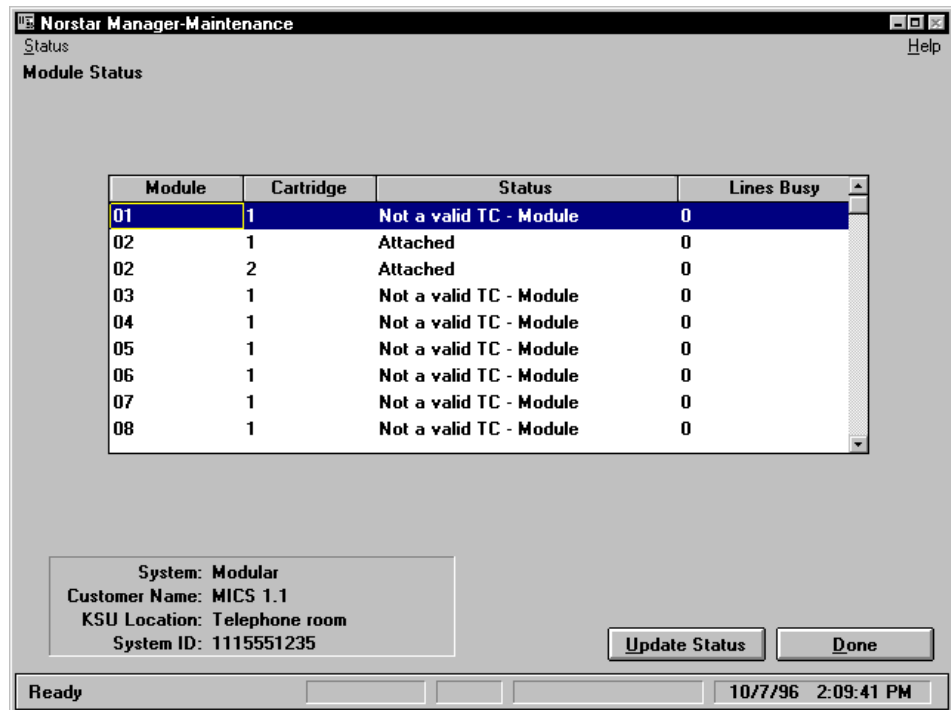 Norstar Manager-Maintenance
Status Help
Module Status
Module Cartridge Status Lines Busy
01 1 Not a valid TC - Module 0
02 1 Attached 0
02 2 Attached 0
03 1 Not a valid TC - Module 0
04 1 Not a valid TC - Module 0
05 1 Not a valid TC - Module 0
06 1 Not a valid TC - Module 0
07 1 Not a valid TC - Module 0
08 1 Not a valid TC - Module 0
System: Modular
Customer Name: MICS 1.1
KSU Location: Telephone room
System ID: 1115551235
Update Status Done
Ready 10/7/96 2:09:41 PM